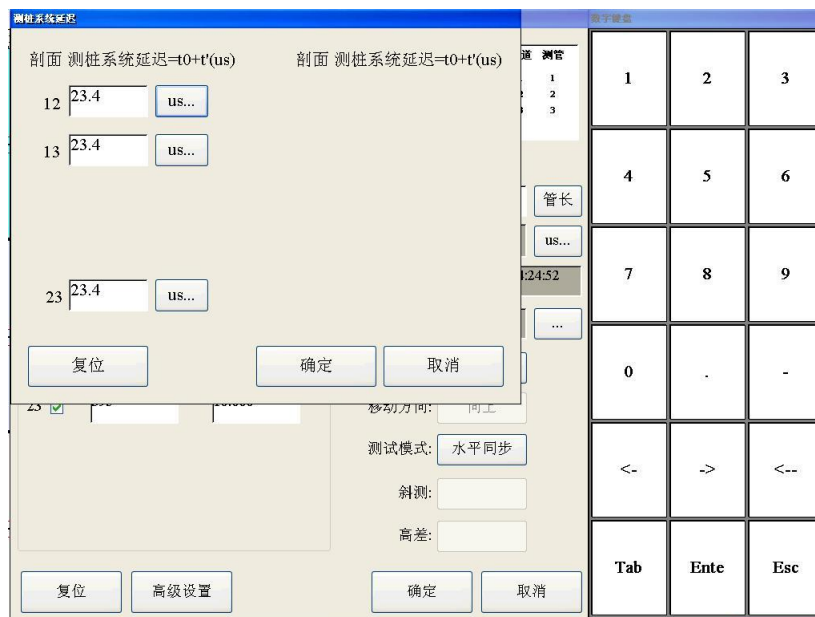 测桩系统延迟
数字键盘
剖面 测桩系统延迟=t0+t'(us)
剖面 测桩系统延迟=t0+t'(us)
道 测管
1
2
3
12 23.4 us...
13 23.4 us...
23 23.4 us...
管长
us...
:24:52
...
复位
确定
取消
23
移动方向: 向上
测试模式: 水平同步
斜测:
高差:
复位
高级设置
确定
取消
1 2 3
4 5 6
7 8 9
0 . -
<- -> <--
Tab Ente Esc